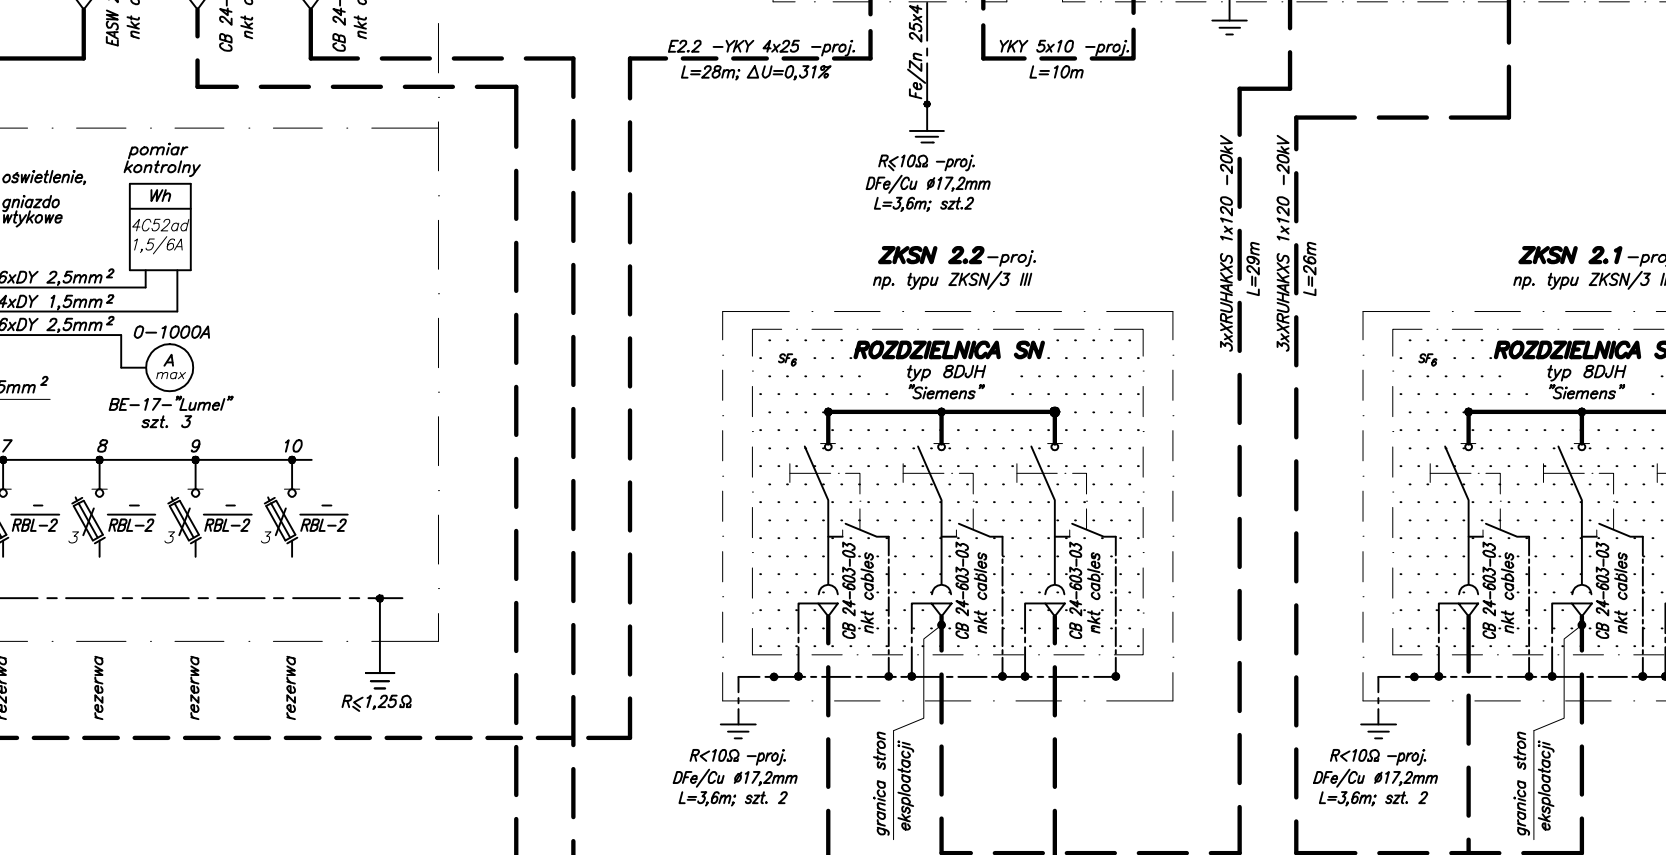 EASW
CB 24-
nkt
CB 24-
nkt
E2.2 -YKY 4x25 -proj.
L=28m; ΔU=0,31%
Fe/Zn 25x4
YKY 5x10 -proj.
L=10m
R⩽10Ω -proj.
DFe/Cu ø17,2mm
L=3,6m; szt.2
3xXRUHAKXS 1x120 -20kV
L=29m
3xXRUHAKXS 1x120 -20kV
L=26m
pomiar
kontrolny
Wh
4C52ad
1,5/6A
oświetlenie,
gniazdo
wtykowe
6xDY 2,5mm²
4xDY 1,5mm²
6xDY 2,5mm²
0-1000A
A
max
5mm²
BE-17-"Lumel"
szt. 3
7 8 9 10
RBL-2
3 RBL-2
3 RBL-2
3 RBL-2
rezerwa
rezerwa
rezerwa
rezerwa
R⩽1,25Ω
ZKSN 2.2 -proj.
np. typu ZKSN/3 III
SF₆
ROZDZIELNICA SN
typ 8DJH
"Siemens"
CB 24-603-03
nkt cables
CB 24-603-03
nkt cables
CB 24-603-03
nkt cables
R<10Ω -proj.
DFe/Cu ø17,2mm
L=3,6m; szt. 2
granica stron
eksploatacji
ZKSN 2.1 -pro
np. typu ZKSN/3 II
SF₆
ROZDZIELNICA S
typ 8DJH
"Siemens"
CB 24-603-03
nkt cables
CB 24-603-03
nkt cables
R<10Ω -proj.
DFe/Cu ø17,2mm
L=3,6m; szt. 2
granica stron
eksploatacji